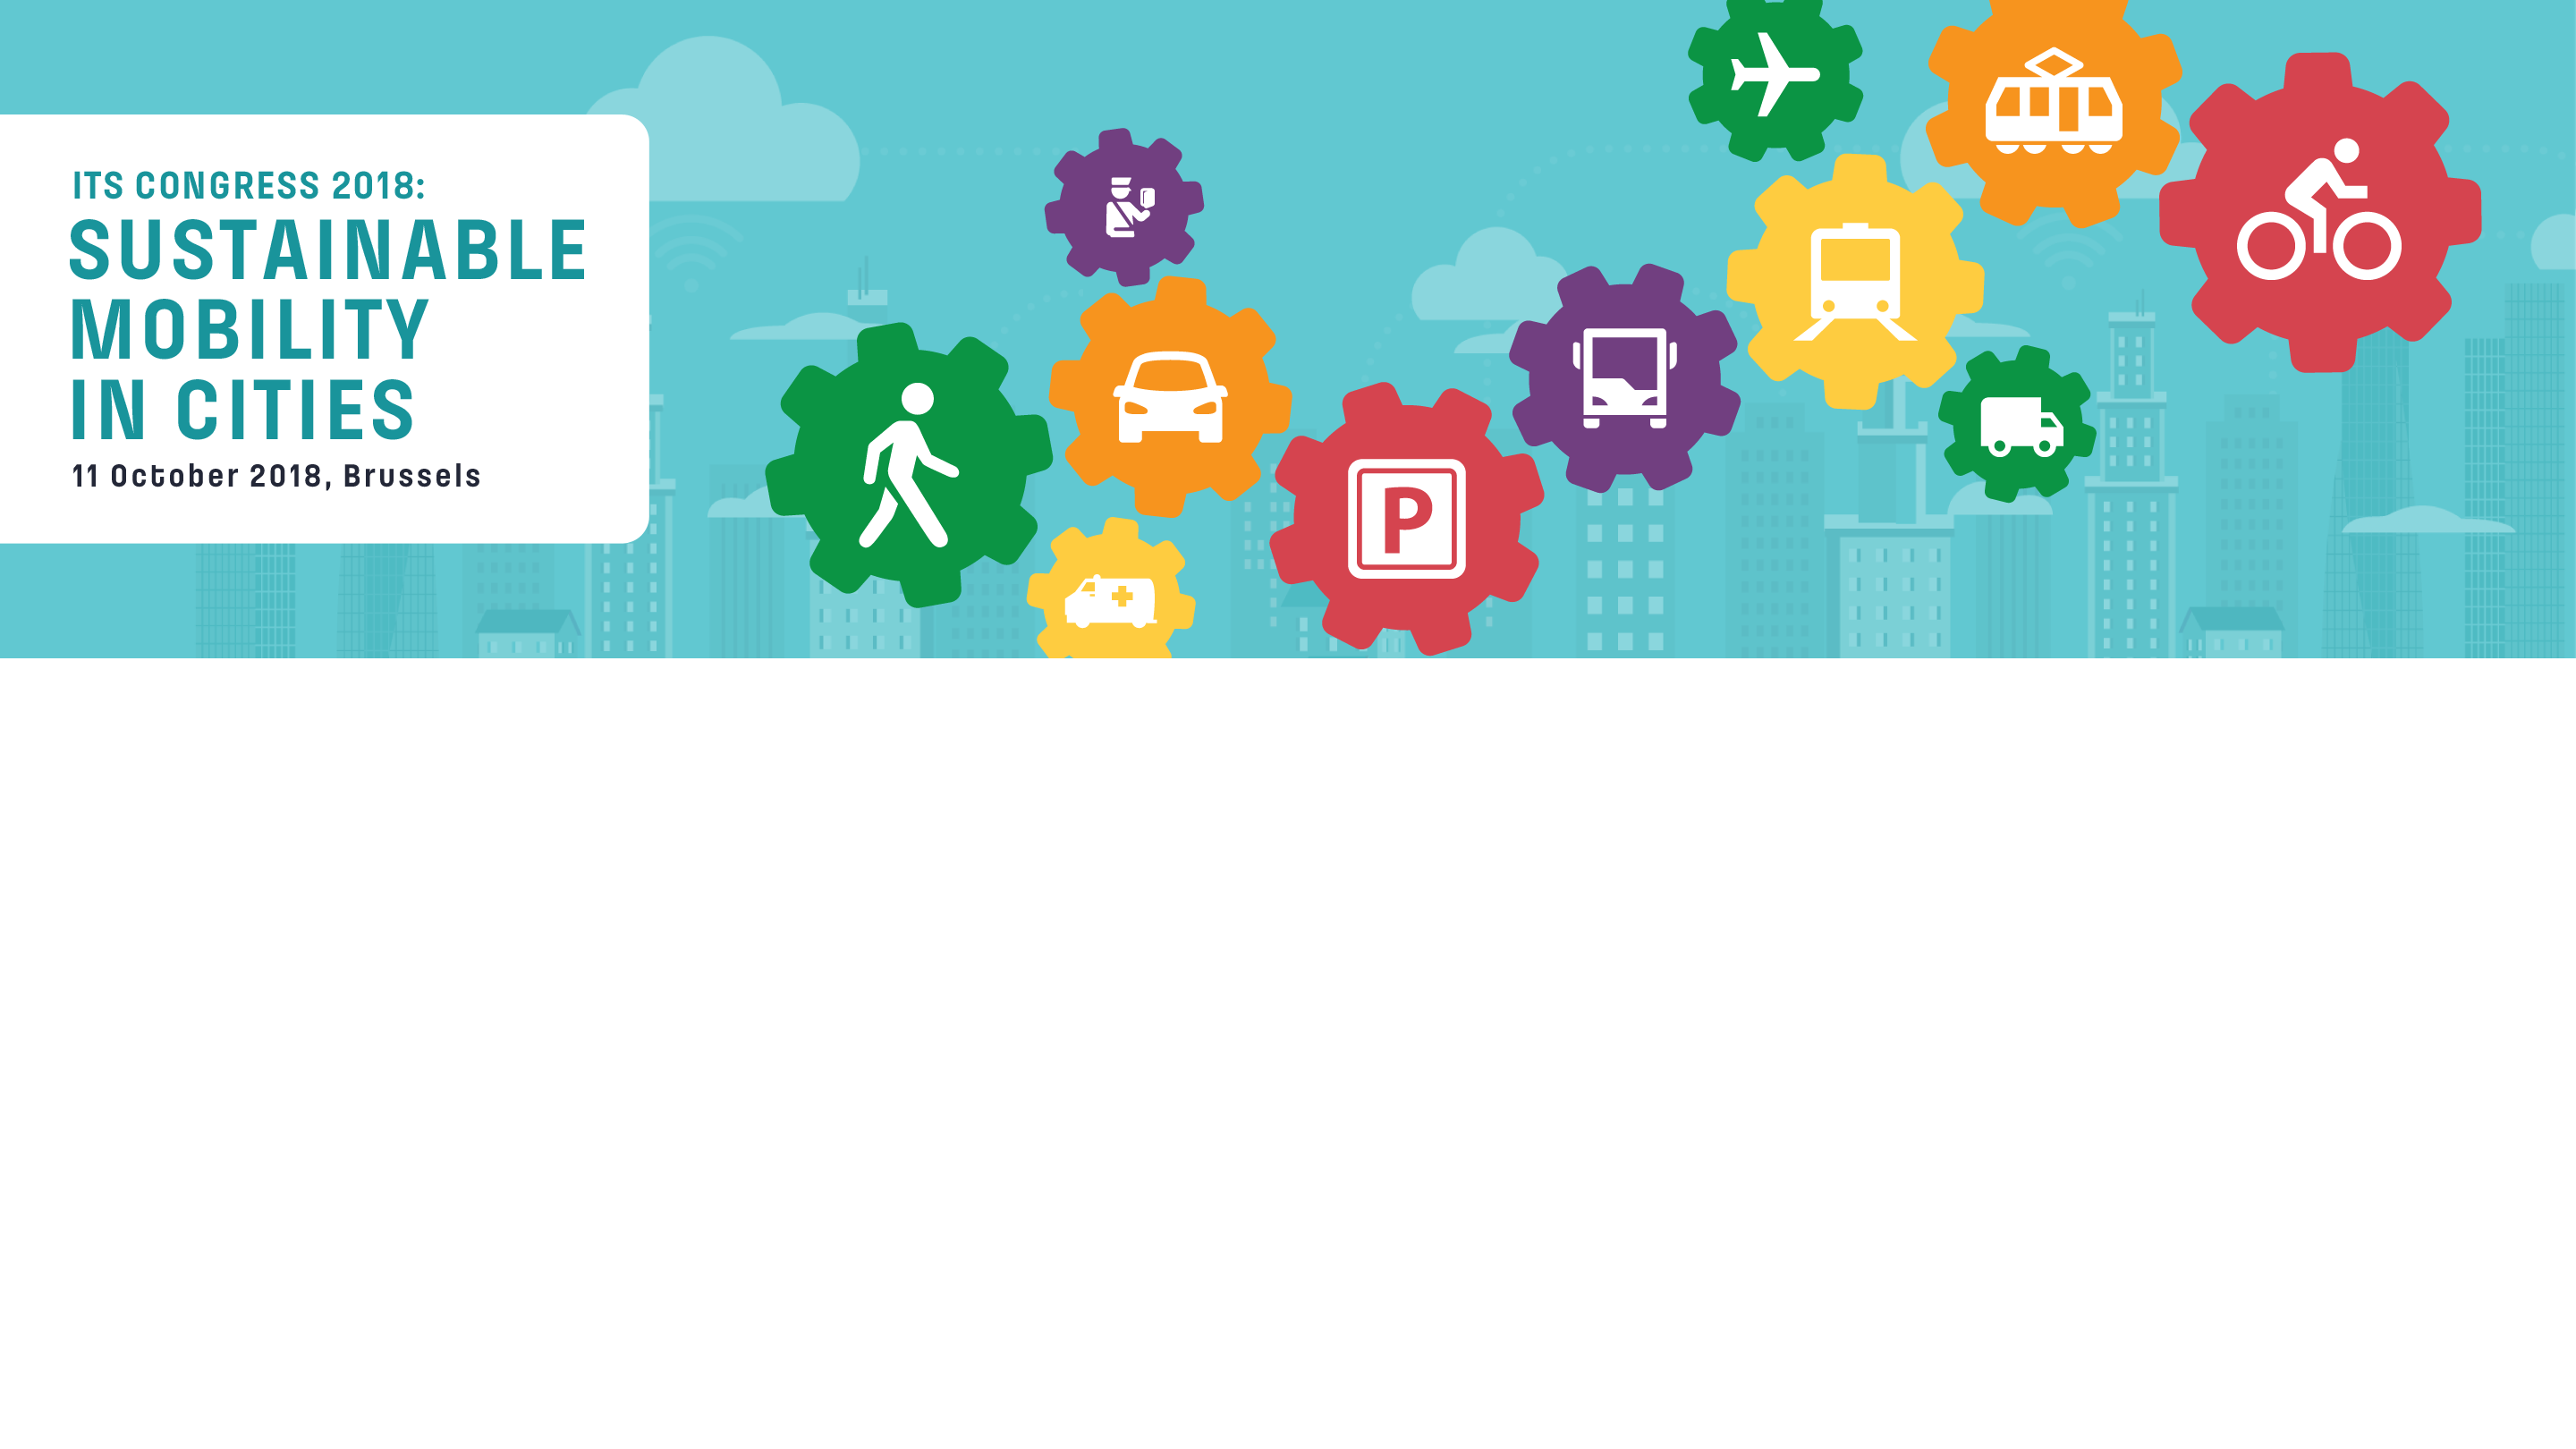 ITS CONGRESS 2018:
SUSTAINABLE
MOBILITY
IN CITIES
11 October 2018, Brussels
P